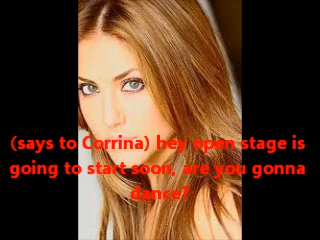 (says to Corrina) hey open stage is
going to start soon, are you gonna
dance?